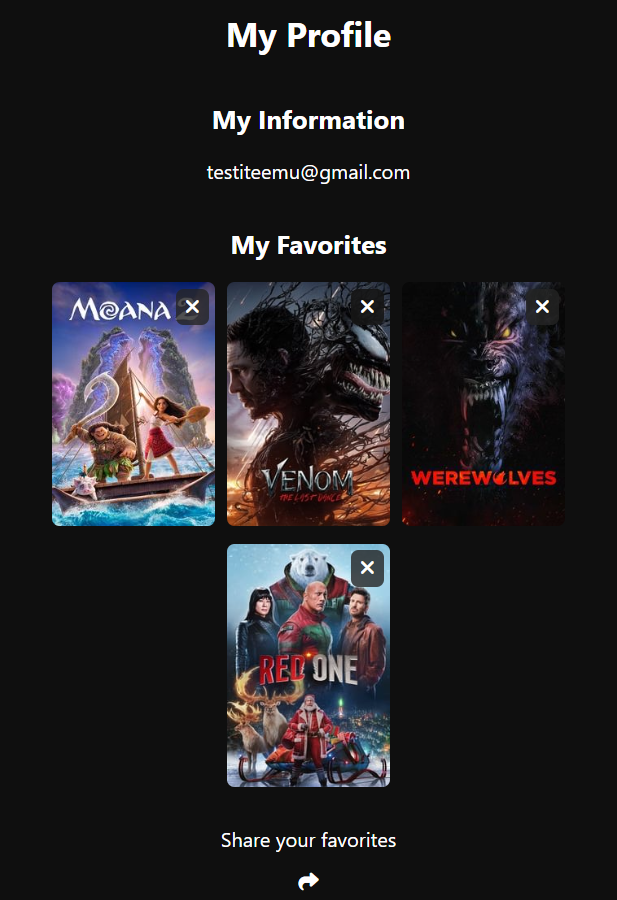 My Profile
My Information
testiteemu@gmail.com
My Favorites
MOANA 2
VENOM
THE LAST DANCE
WEREWOLVES
RED ONE
Share your favorites